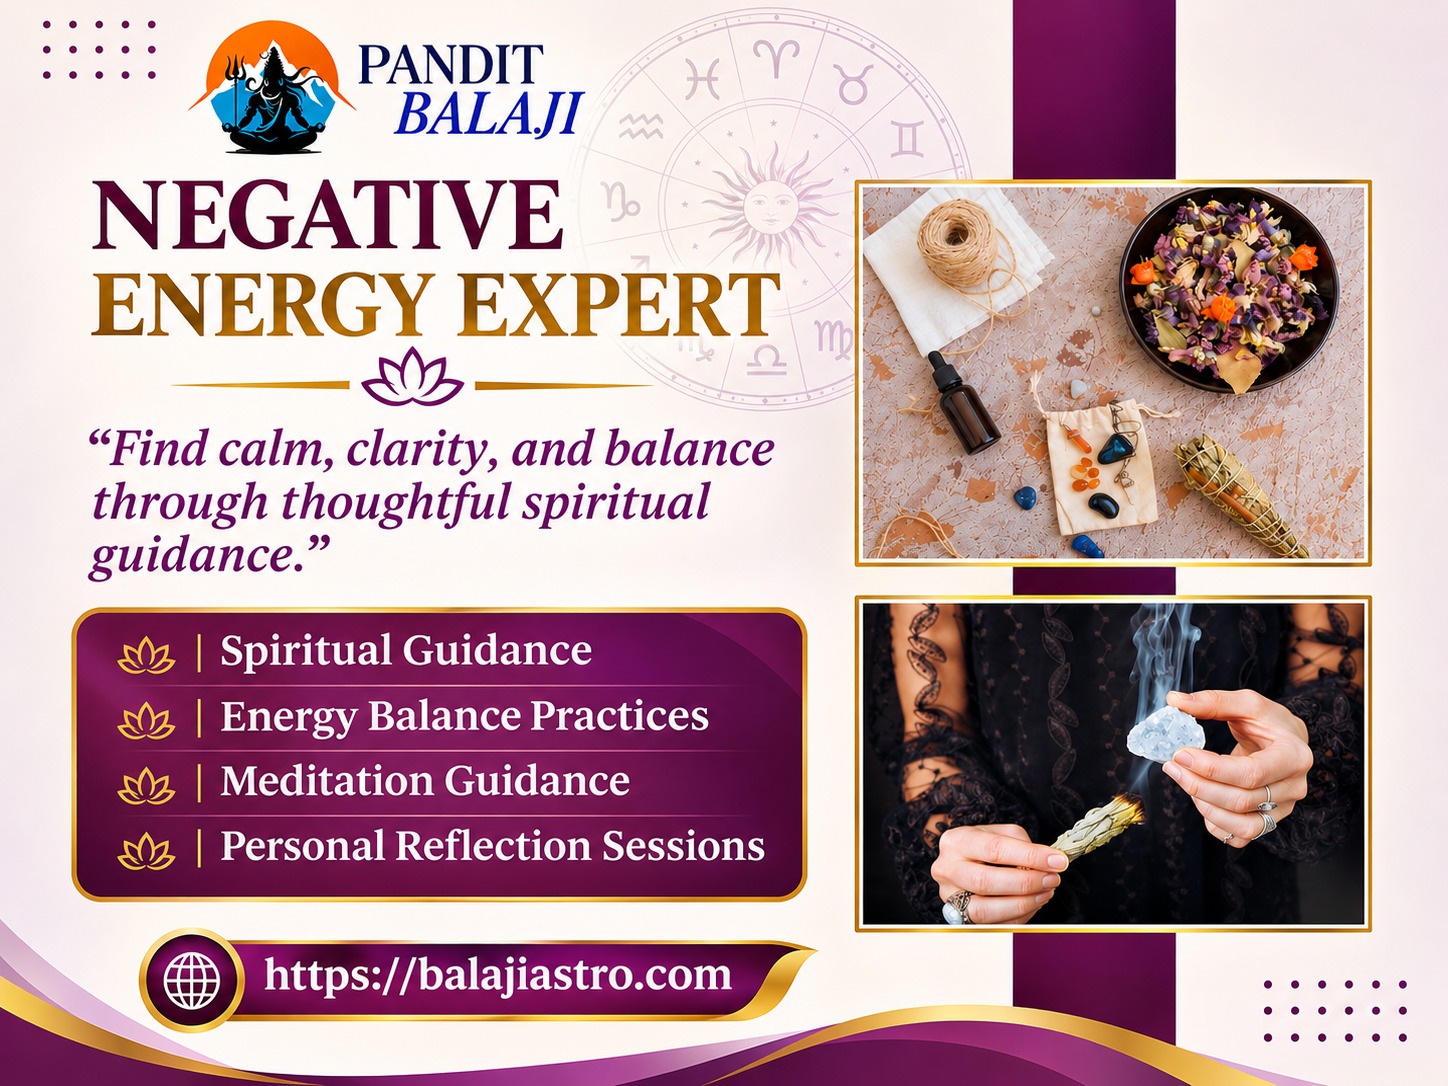 PANDIT
BALAJI
NEGATIVE
ENERGY EXPERT
“Find calm, clarity, and balance
through thoughtful spiritual
guidance.”
Spiritual Guidance
Energy Balance Practices
Meditation Guidance
Personal Reflection Sessions
https://balajiastro.com